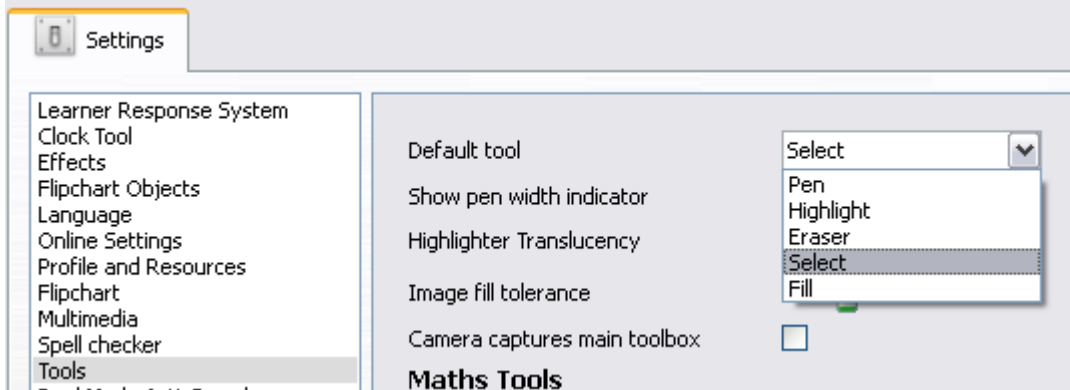 Settings
Learner Response System
Clock Tool
Effects
Flipchart Objects
Language
Online Settings
Profile and Resources
Flipchart
Multimedia
Spell checker
Tools
Default tool
Select
Pen
Highlight
Eraser
Select
Fill
Show pen width indicator
Highlighter Translucency
Image fill tolerance
Camera captures main toolbox
Maths Tools